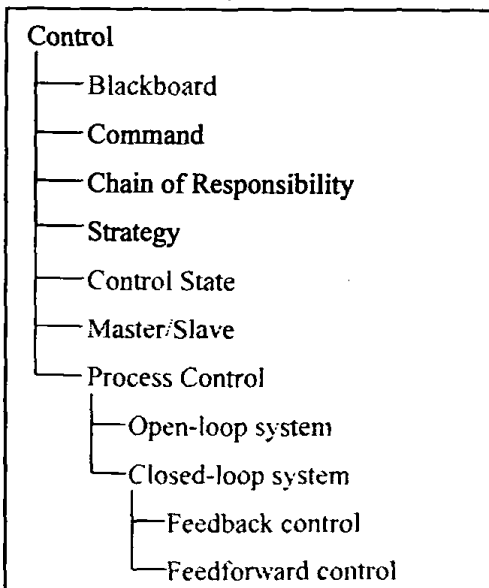 Control
Blackboard
Command
Chain of Responsibility
Strategy
Control State
Master/Slave
Process Control
Open-loop system
Closed-loop system
Feedback control
Feedforward control